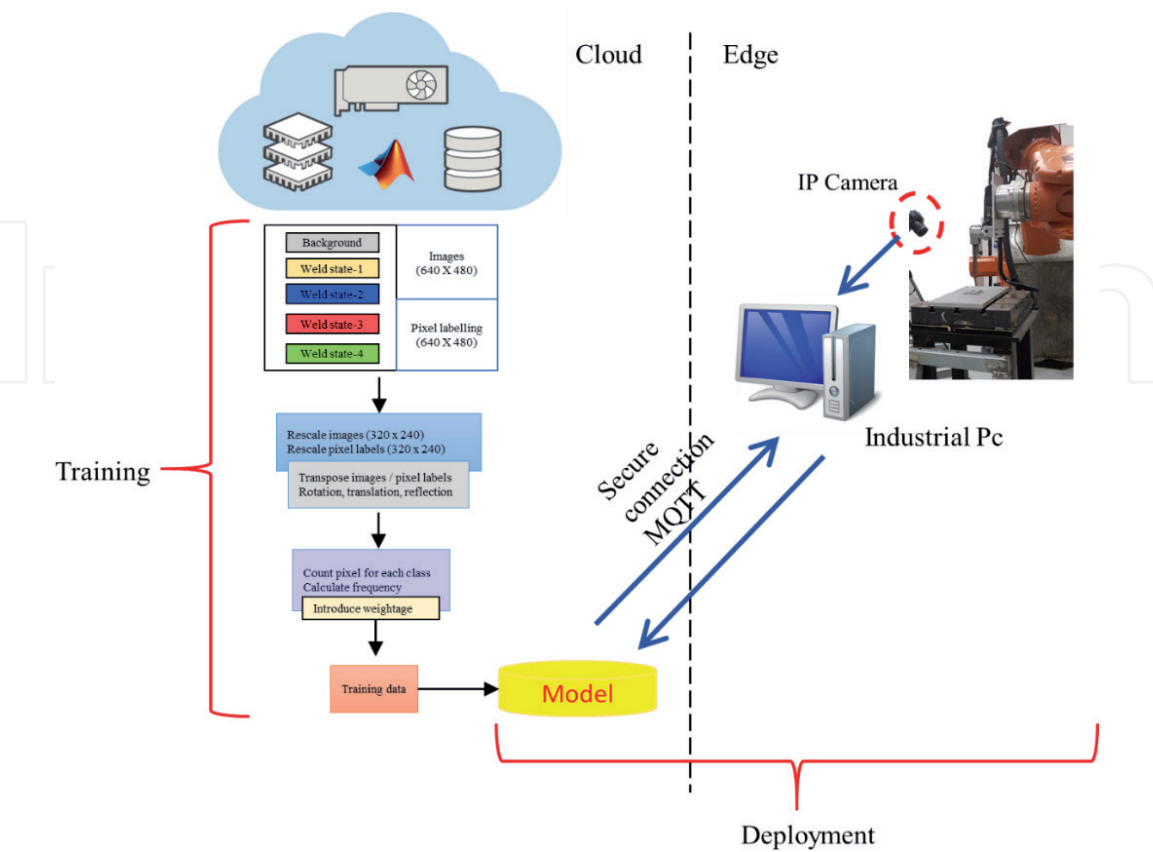 Cloud
Edge
IP Camera
Background
Weld state-1
Weld state-2
Weld state-3
Weld state-4
Images
(640 X 480)
Pixel labelling
(640 X 480)
Industrial Pc
Rescale images (320 x 240)
Rescale pixel labels (320 x 240)
Transpose images / pixel labels
Rotation, translation, reflection
Training
Secure
connection
MQTT
Count pixel for each class
Calculate frequency
Introduce weightage
Training data
Model
Deployment